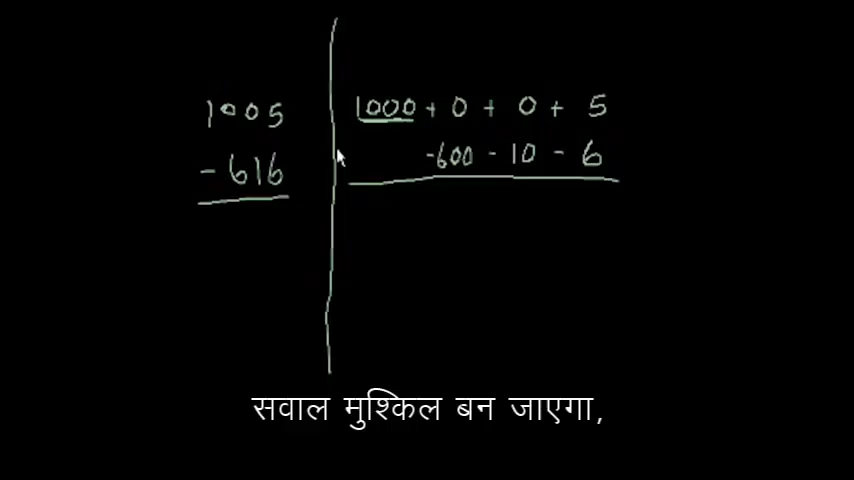 1005
- 616
1000 + 0 + 0 + 5
-600 - 10 - 6
सवाल मुश्किल बन जाएगा,